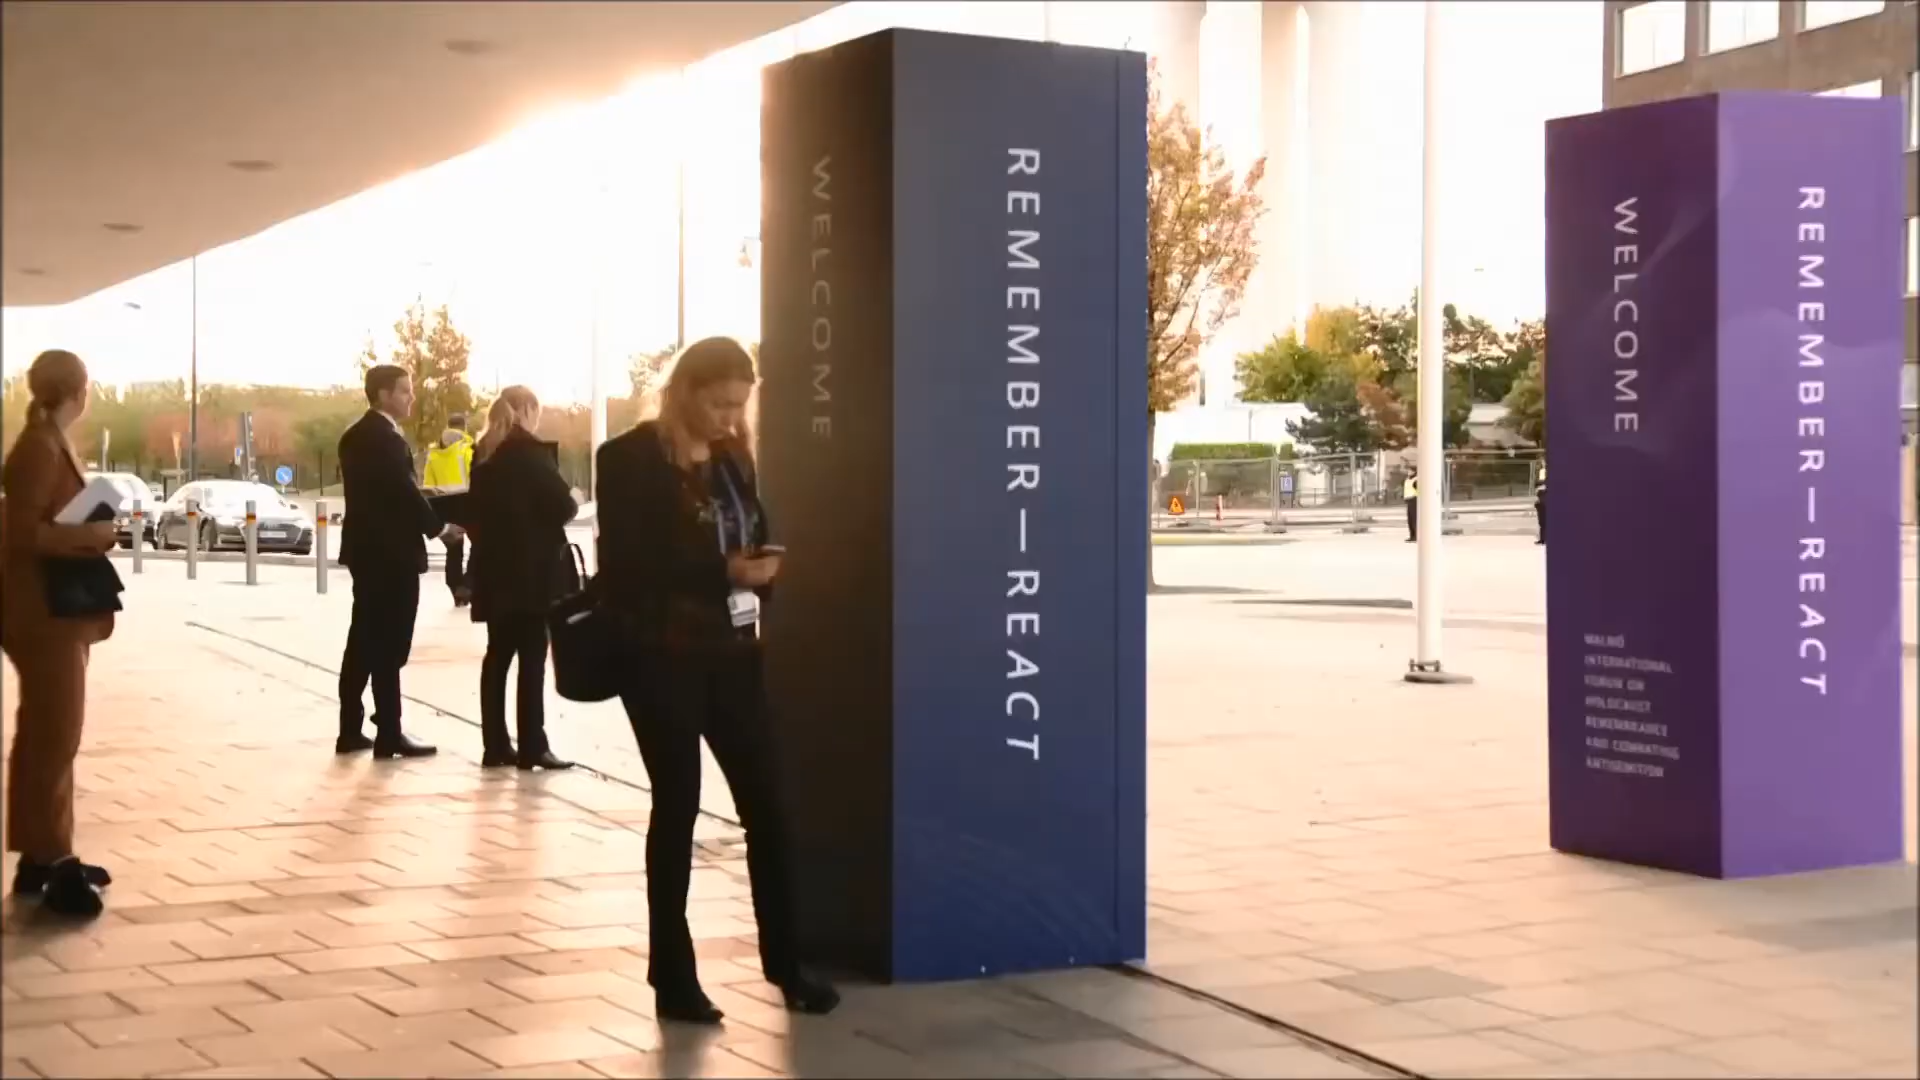 WELCOME
REMEMBER—REACT
WELCOME
REMEMBER—REACT
MALMÖ
INTERNATIONAL
FORUM ON
HOLOCAUST
REMEMBRANCE
AND COMBATING
ANTISEMITISM